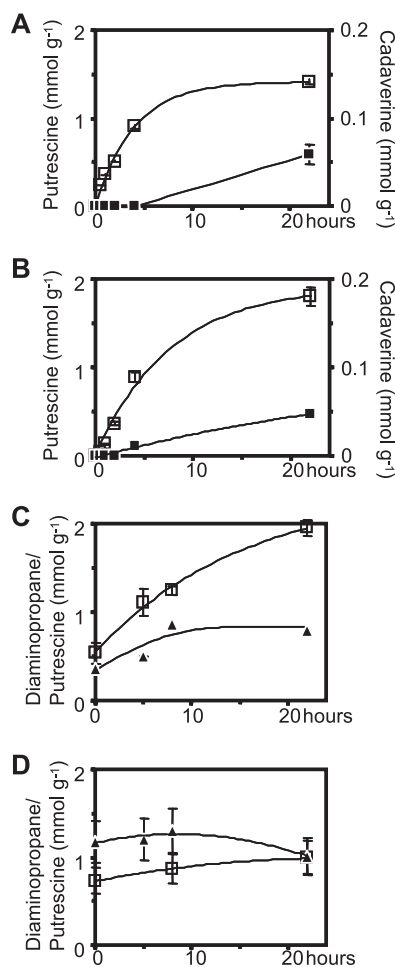 A
Putrescine (mmol g-1)
Cadaverine (mmol g-1)
2
1
0
0.2
0.1
0
0 10 20 hours
B
Putrescine (mmol g-1)
Cadaverine (mmol g-1)
2
1
0
0.2
0.1
0
0 10 20 hours
C
Diaminopropane/
Putrescine (mmol g-1)
2
1
0
0 10 20 hours
D
Diaminopropane/
Putrescine (mmol g-1)
2
1
0
0 10 20 hours